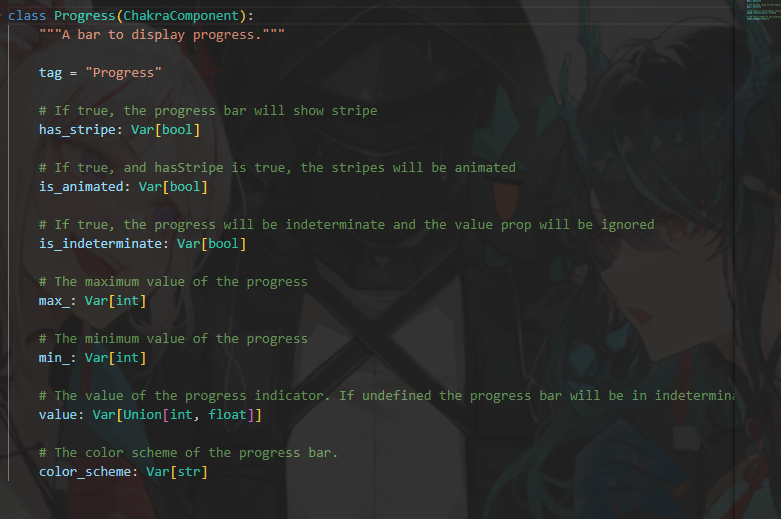 class Progress(ChakraComponent):
    """A bar to display progress."""

    tag = "Progress"

    # If true, the progress bar will show stripe
    has_stripe: Var[bool]

    # If true, and hasStripe is true, the stripes will be animated
    is_animated: Var[bool]

    # If true, the progress will be indeterminate and the value prop will be ignored
    is_indeterminate: Var[bool]

    # The maximum value of the progress
    max_: Var[int]

    # The minimum value of the progress
    min_: Var[int]

    # The value of the progress indicator. If undefined the progress bar will be in indetermina
    value: Var[Union[int, float]]

    # The color scheme of the progress bar.
    color_scheme: Var[str]